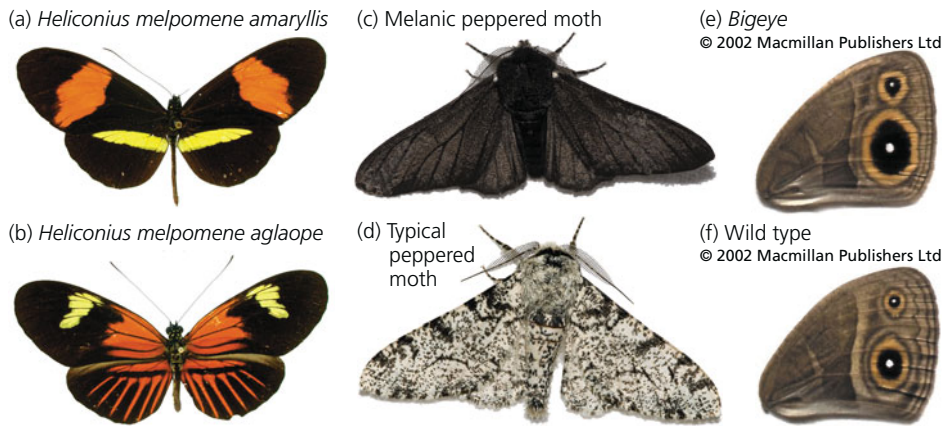 (a) Heliconius melpomene amaryllis
(b) Heliconius melpomene aglaope
(c) Melanic peppered moth
(d) Typical
peppered
moth
(e) Bigeye
© 2002 Macmillan Publishers Ltd
(f) Wild type
© 2002 Macmillan Publishers Ltd